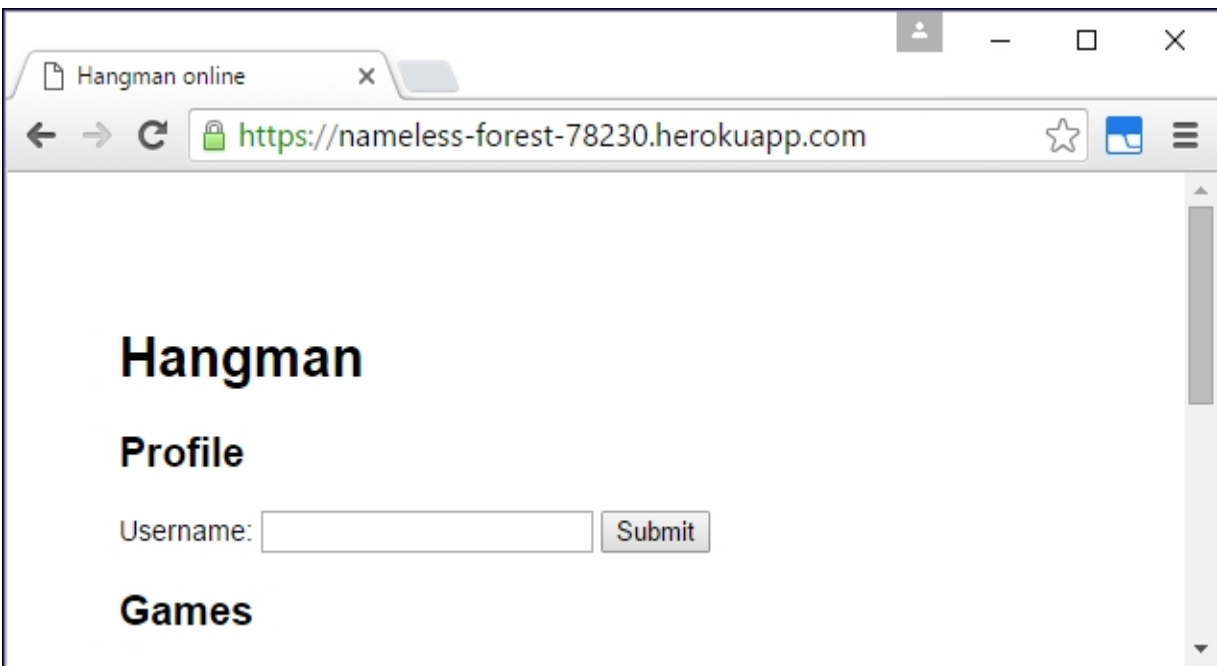 Hangman online
https://nameless-forest-78230.herokuapp.com
Hangman
Profile
Username: Submit
Games